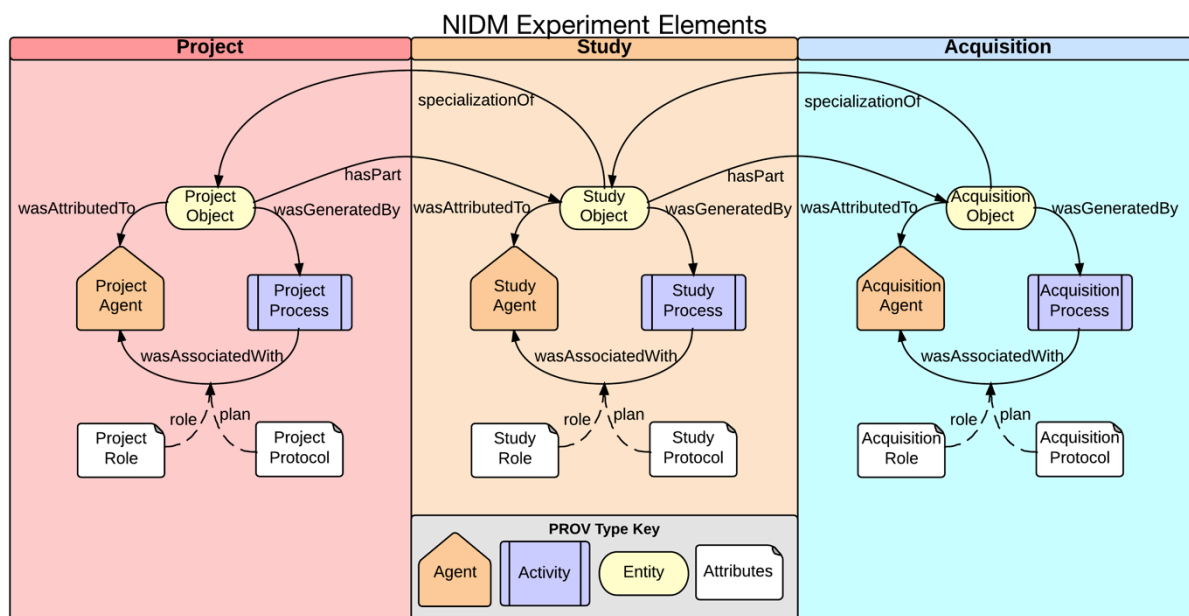 NIDM Experiment Elements
Project
Study
Acquisition
specializationOf
specializationOf
hasPart
hasPart
Project
Object
Study
Object
Acquisition
Object
wasAttributedTo
wasGeneratedBy
wasAttributedTo
wasGeneratedBy
wasAttributedTo
wasGeneratedBy
Project
Agent
Project
Process
Study
Agent
Study
Process
Acquisition
Agent
Acquisition
Process
wasAssociatedWith
wasAssociatedWith
wasAssociatedWith
role
plan
role
plan
role
plan
Project
Role
Project
Protocol
Study
Role
Study
Protocol
Acquisition
Role
Acquisition
Protocol
PROV Type Key
Agent
Activity
Entity
Attributes